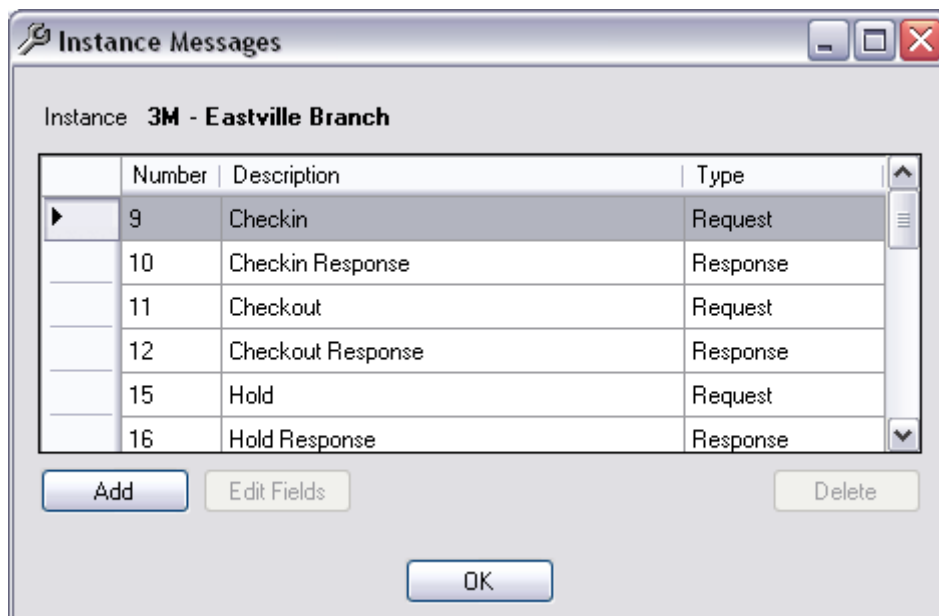 Instance Messages
Instance 3M - Eastville Branch
Number Description Type
9 Checkin Request
10 Checkin Response Response
11 Checkout Request
12 Checkout Response Response
15 Hold Request
16 Hold Response Response
Add Edit Fields Delete
OK